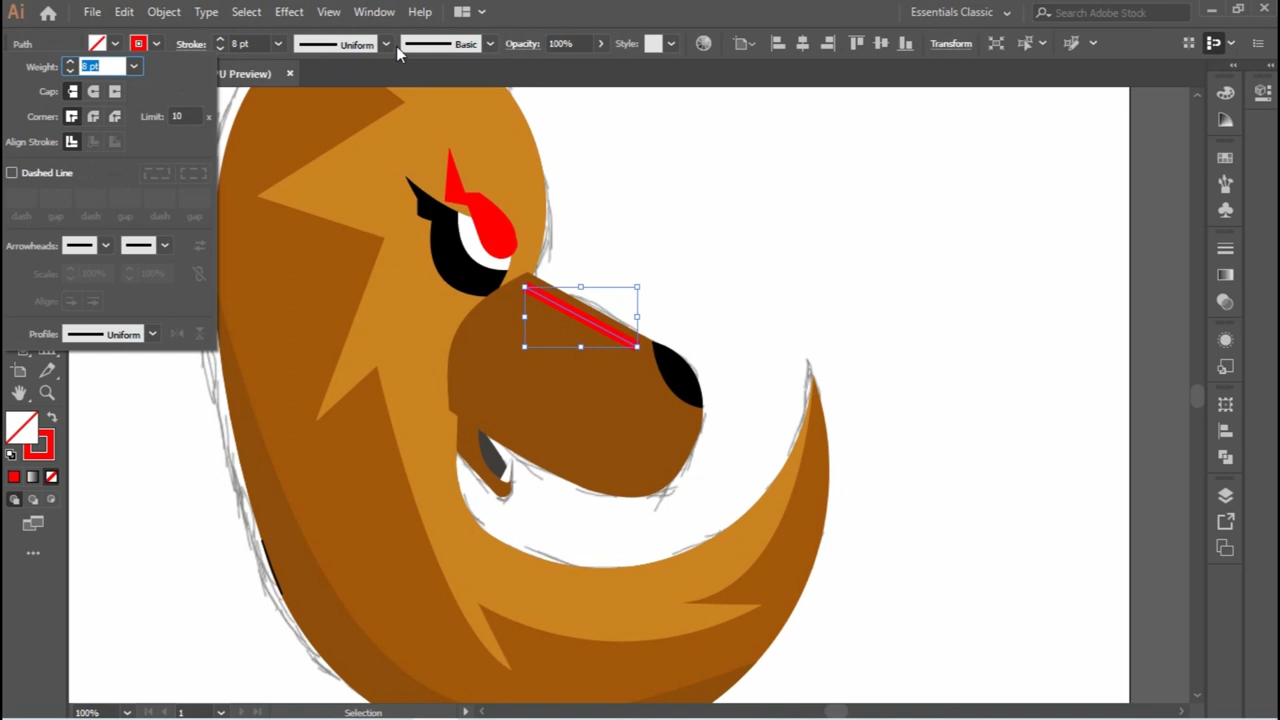 Ai File Edit Object Type Select Effect View Window Help Essentials Classic Search Adobe Stock
Path Stroke: 8 pt Uniform Basic Opacity: 100% Style: Transform
Weight: 8 pt U Preview)
Cap:
Corner: Limit: 10 x
Align Stroke:
Dashed Line
dash gap dash gap dash gap
Arrowheads:
Scale: 100% 100%
Align:
Profile: Uniform
100% 1 Selection